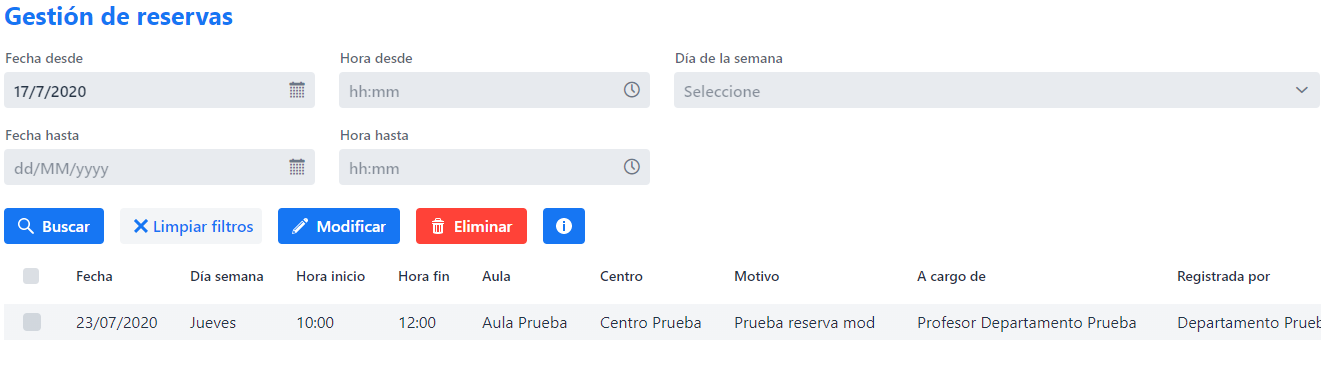 Gestión de reservas
Fecha desde Hora desde Día de la semana
17/7/2020 hh:mm Seleccione
Fecha hasta Hora hasta
dd/MM/yyyy hh:mm
Buscar Limpiar filtros Modificar Eliminar
Fecha Día semana Hora inicio Hora fin Aula Centro Motivo A cargo de Registrada por
23/07/2020 Jueves 10:00 12:00 Aula Prueba Centro Prueba Prueba reserva mod Profesor Departamento Prueba Departamento